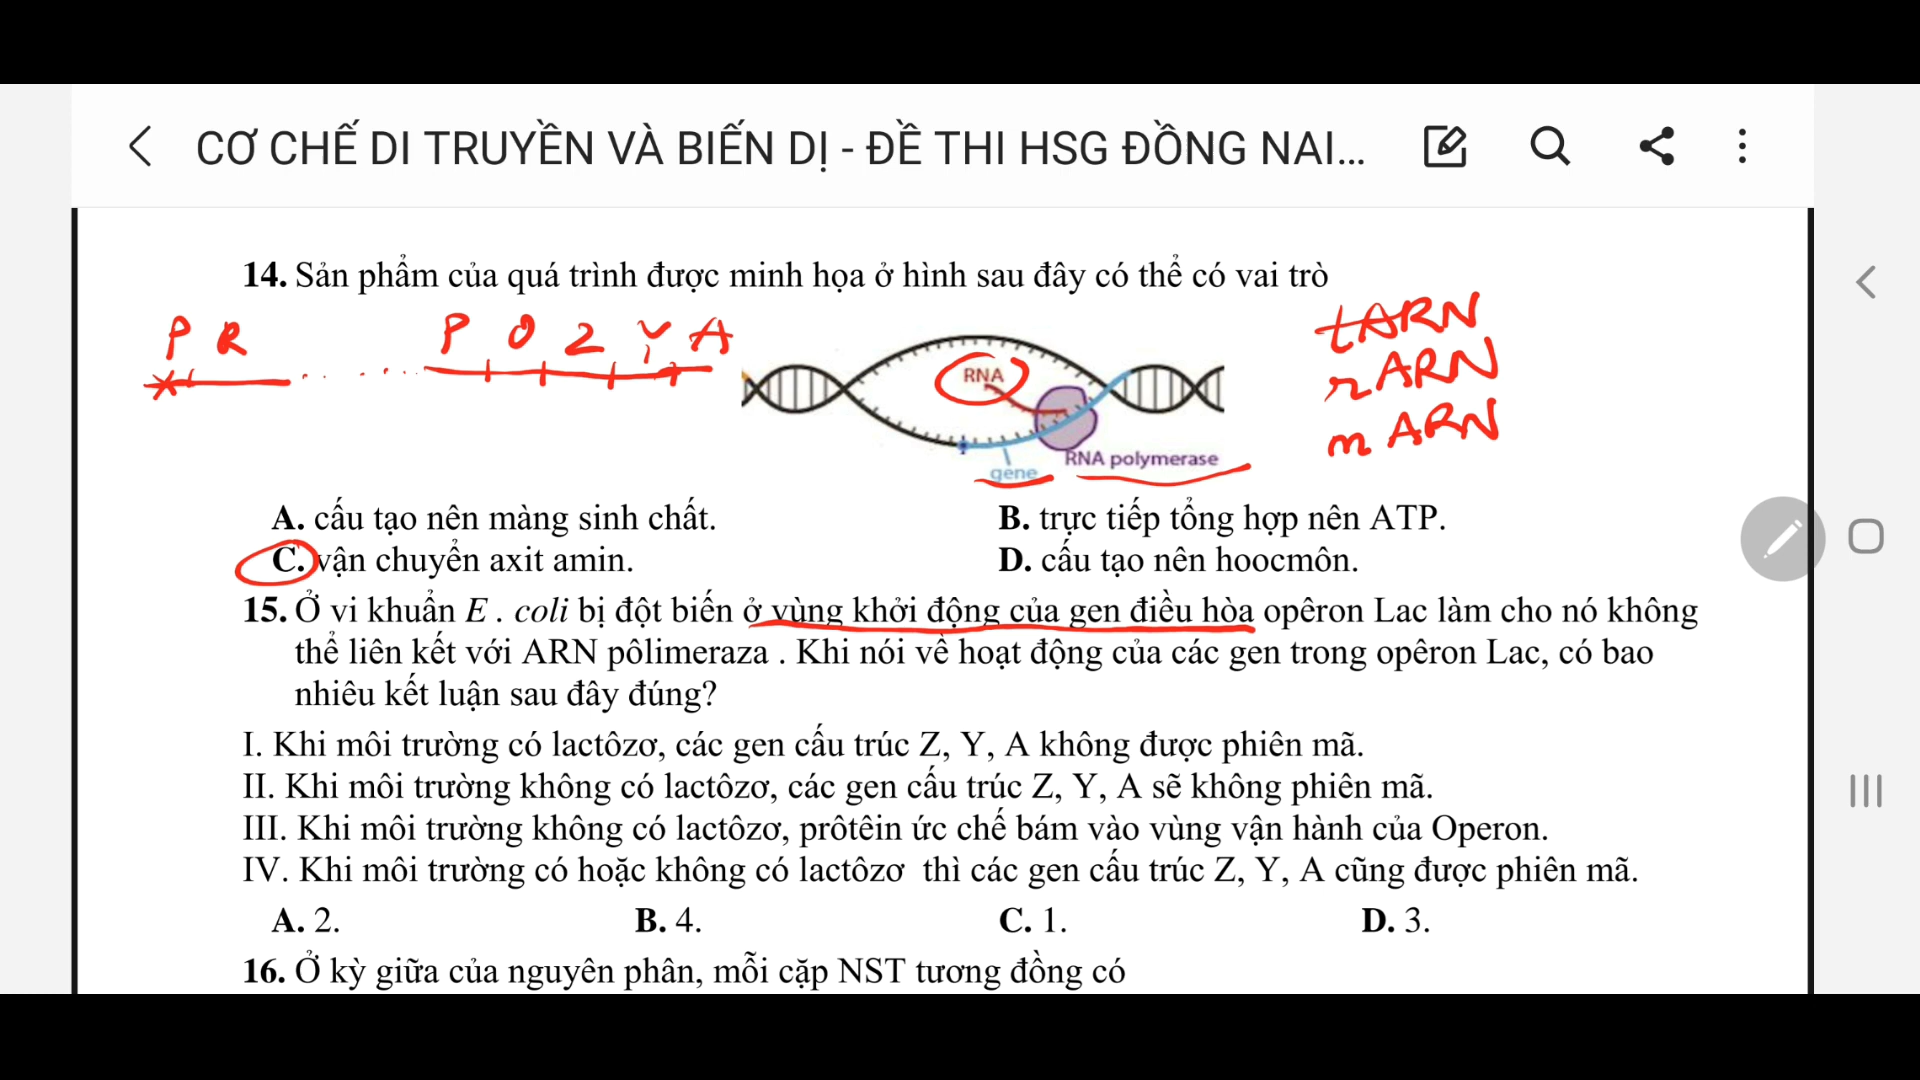 CƠ CHẾ DI TRUYỀN VÀ BIẾN DỊ - ĐỀ THI HSG ĐỒNG NAI...
14. Sản phẩm của quá trình được minh họa ở hình sau đây có thể có vai trò
P R P O Z Y A
tARN
rARN
mARN
RNA
RNA polymerase
gene
A. cấu tạo nên màng sinh chất. B. trực tiếp tổng hợp nên ATP.
C. vận chuyển axit amin. D. cấu tạo nên hoocmôn.
15. Ở vi khuẩn E . coli bị đột biến ở vùng khởi động của gen điều hòa opêron Lac làm cho nó không
thể liên kết với ARN pôlimeraza . Khi nói về hoạt động của các gen trong opêron Lac, có bao
nhiêu kết luận sau đây đúng?
I. Khi môi trường có lactôzơ, các gen cấu trúc Z, Y, A không được phiên mã.
II. Khi môi trường không có lactôzơ, các gen cấu trúc Z, Y, A sẽ không phiên mã.
III. Khi môi trường không có lactôzơ, prôtêin ức chế bám vào vùng vận hành của Operon.
IV. Khi môi trường có hoặc không có lactôzơ thì các gen cấu trúc Z, Y, A cũng được phiên mã.
A. 2. B. 4. C. 1. D. 3.
16. Ở kỳ giữa của nguyên phân, mỗi cặp NST tương đồng có